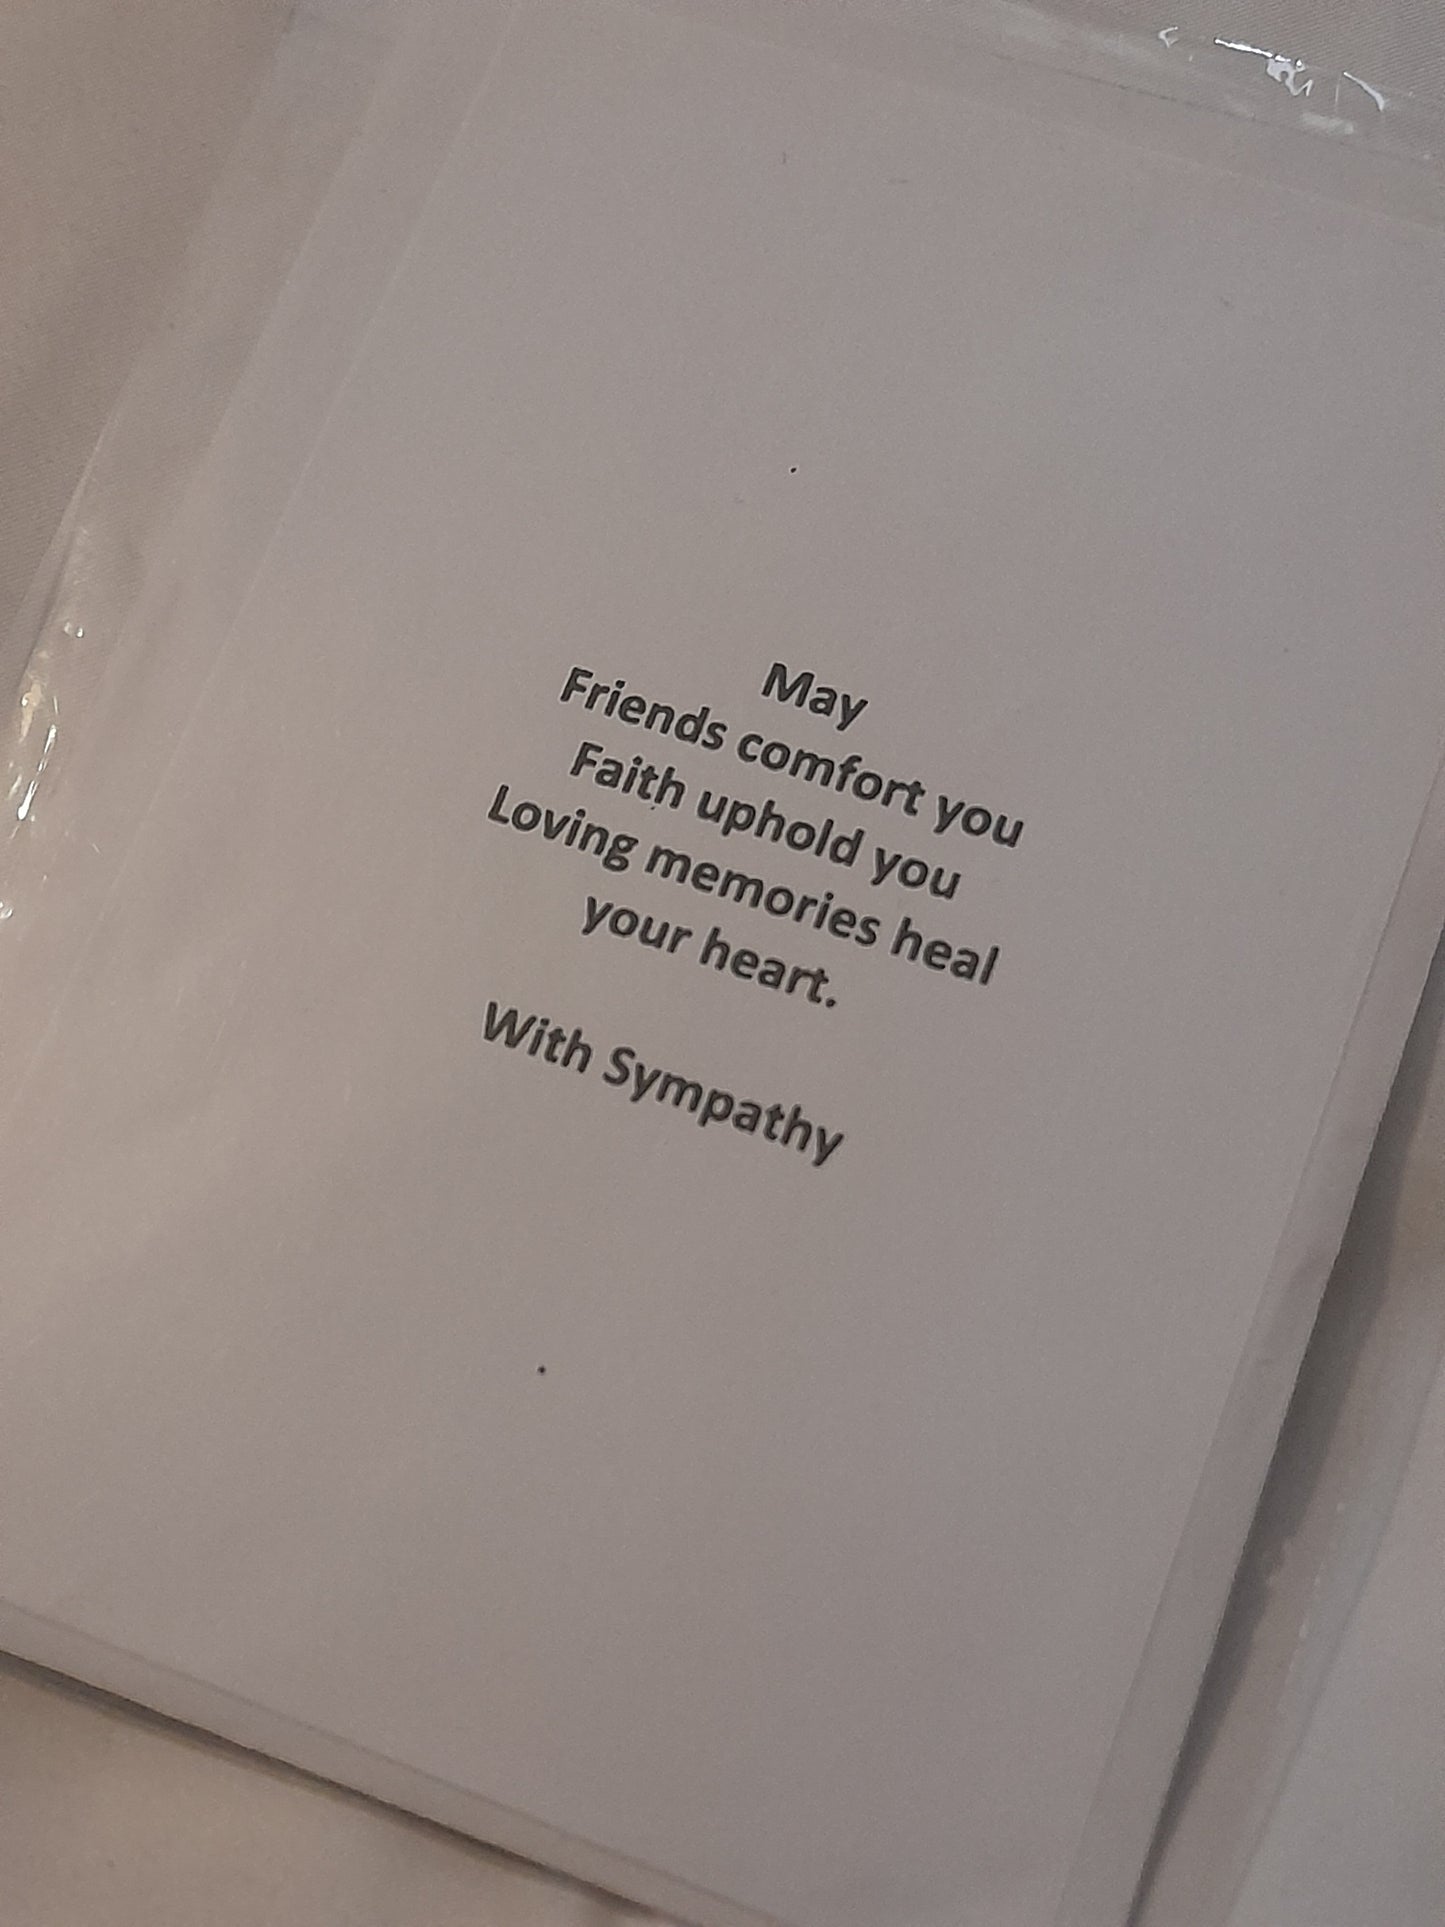 May
Friends comfort you
Faith uphold you
Loving memories heal
your heart.
With Sympathy